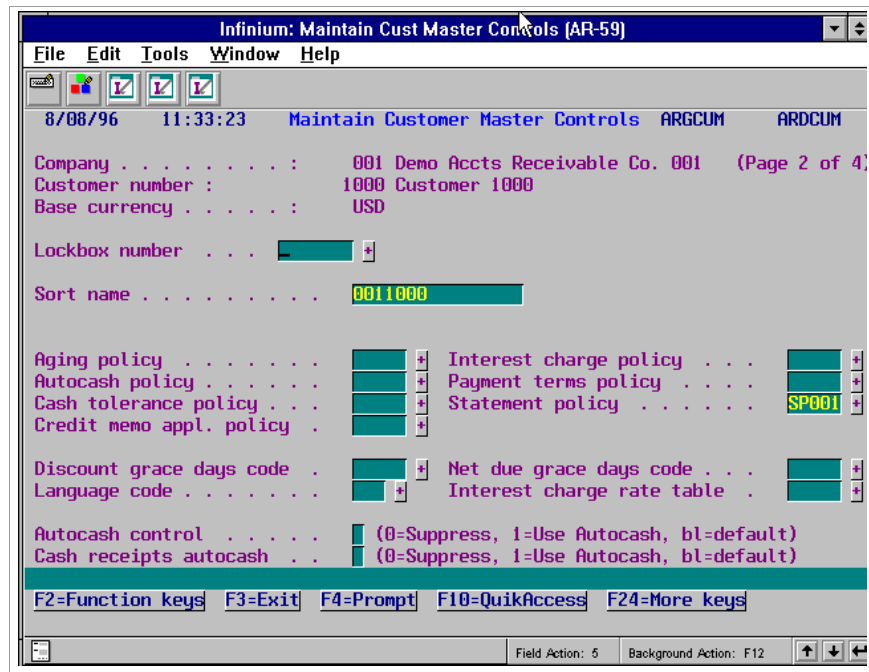 Infinium: Maintain Cust Master Controls (AR-59)
File Edit Tools Window Help
8/08/96 11:33:23 Maintain Customer Master Controls ARGCUM ARDCUM
Company . . . . . . . . : 001 Demo Accts Receivable Co. 001 (Page 2 of 4)
Customer number : 1000 Customer 1000
Base currency . . . . . : USD
Lockbox number . . . +
Sort name . . . . . . . . . 0011000
Aging policy . . . . . . . + Interest charge policy . . . +
Autocash policy . . . . . . + Payment terms policy . . . . +
Cash tolerance policy . . . + Statement policy . . . . . . SP001 +
Credit memo appl. policy . +
Discount grace days code . + Net due grace days code . . . +
Language code . . . . . . . + Interest charge rate table . +
Autocash control . . . . . (0=Suppress, 1=Use Autocash, bl=default)
Cash receipts autocash . . (0=Suppress, 1=Use Autocash, bl=default)
F2=Function keys F3=Exit F4=Prompt F10=QuikAccess F24=More keys
Field Action: 5 Background Action: F12